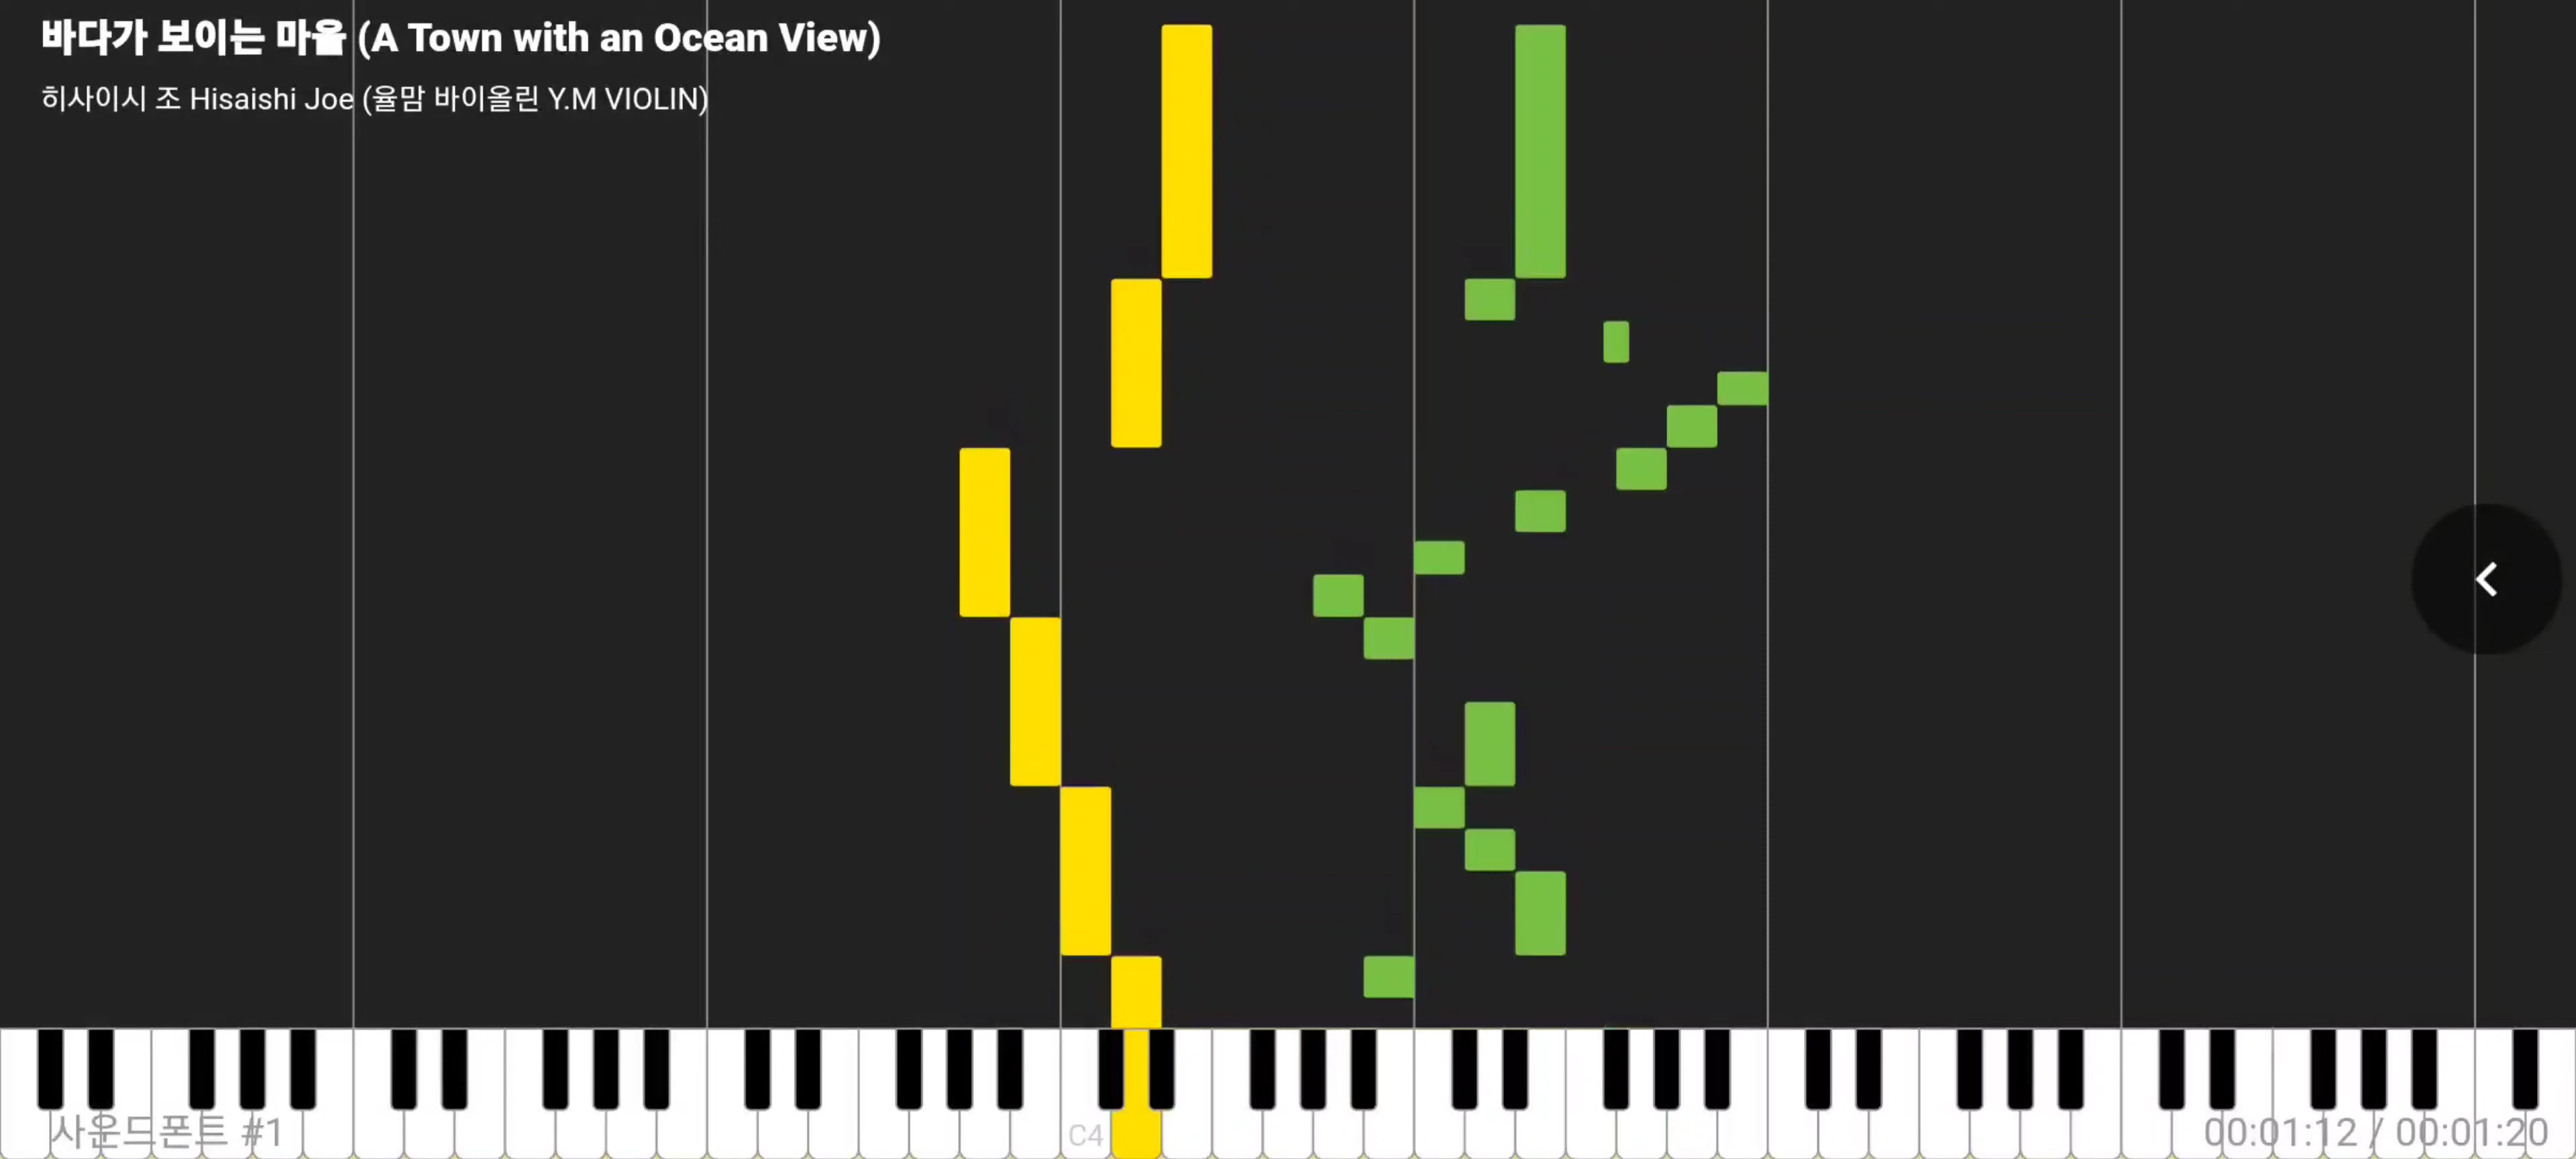 바다가 보이는 마을 (A Town with an Ocean View)
히사이시 조 Hisaishi Joe (율맘 바이올린 Y.M VIOLIN)
C4
사운드폰트 #1
00:01:12 / 00:01:20